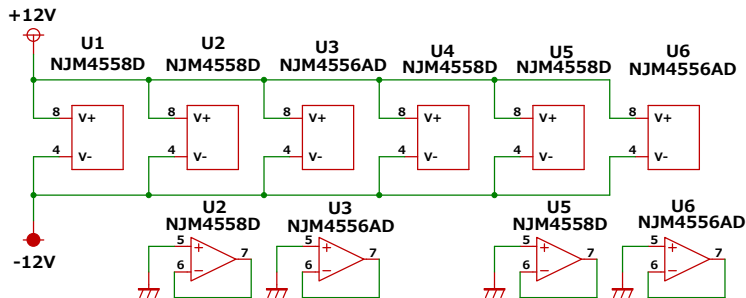 +12V
U1
NJM4558D
U2
NJM4558D
U3
NJM4556AD
U4
NJM4558D
U5
NJM4558D
U6
NJM4556AD
8 V+
4 V-
8 V+
4 V-
8 V+
4 V-
8 V+
4 V-
8 V+
4 V-
8 V+
4 V-
-12V
U2
NJM4558D
5 + 7
6 −
U3
NJM4556AD
5 + 7
6 −
U5
NJM4558D
5 + 7
6 −
U6
NJM4556AD
5 + 7
6 −